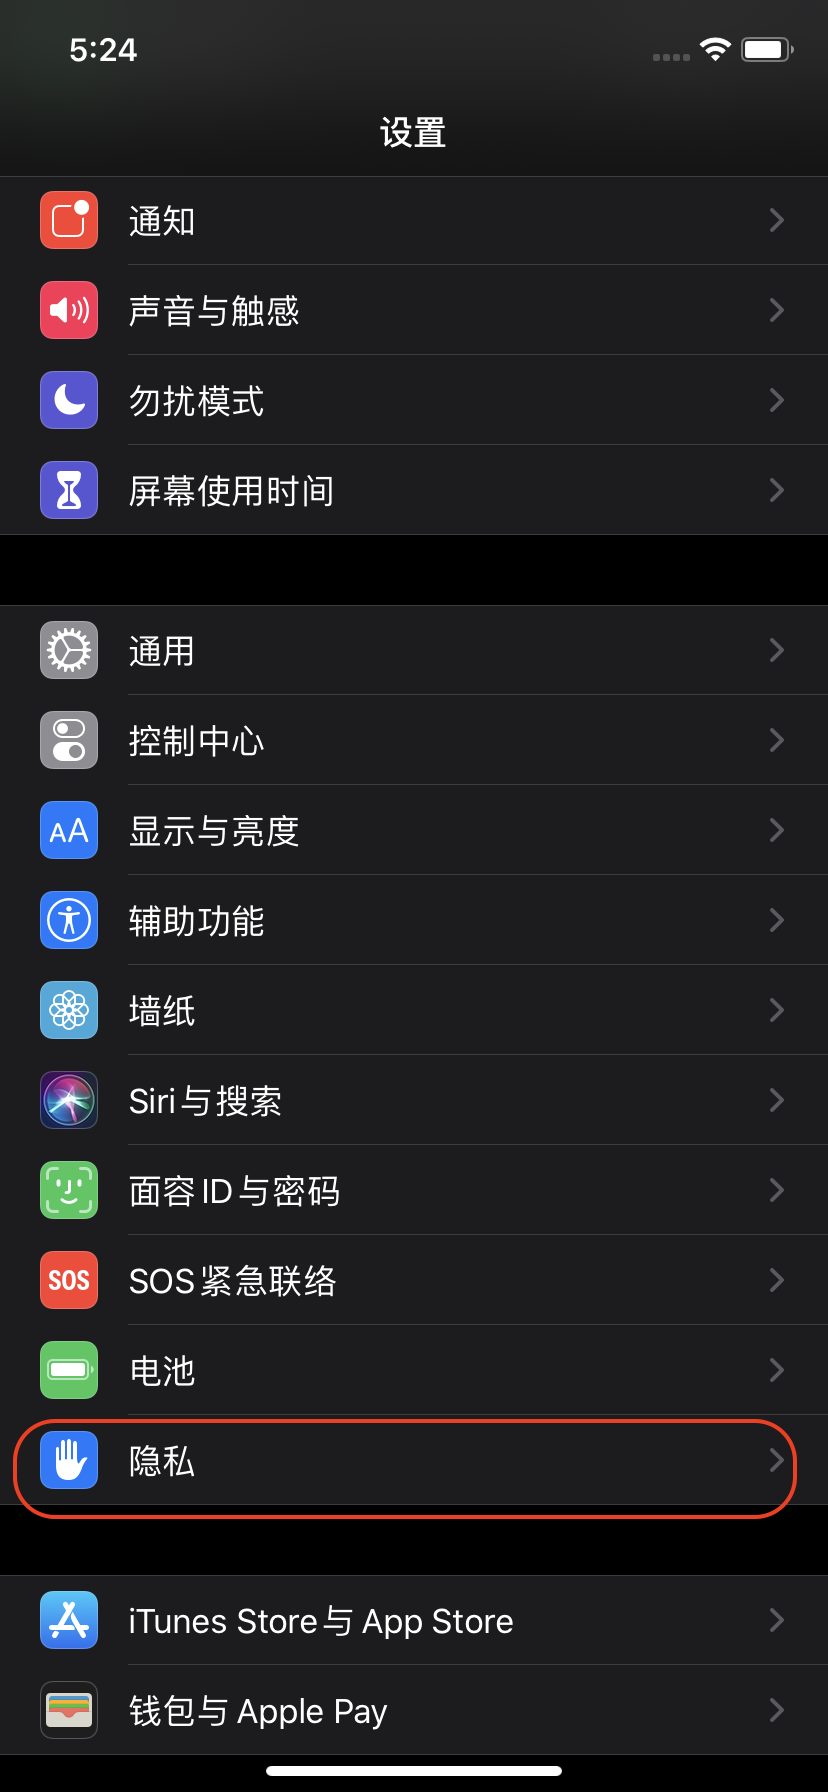 5:24
设置
通知
声音与触感
勿扰模式
屏幕使用时间
通用
控制中心
AA
显示与亮度
辅助功能
墙纸
Siri与搜索
面容ID与密码
SOS
SOS紧急联络
电池
隐私
iTunes Store与App Store
钱包与Apple Pay